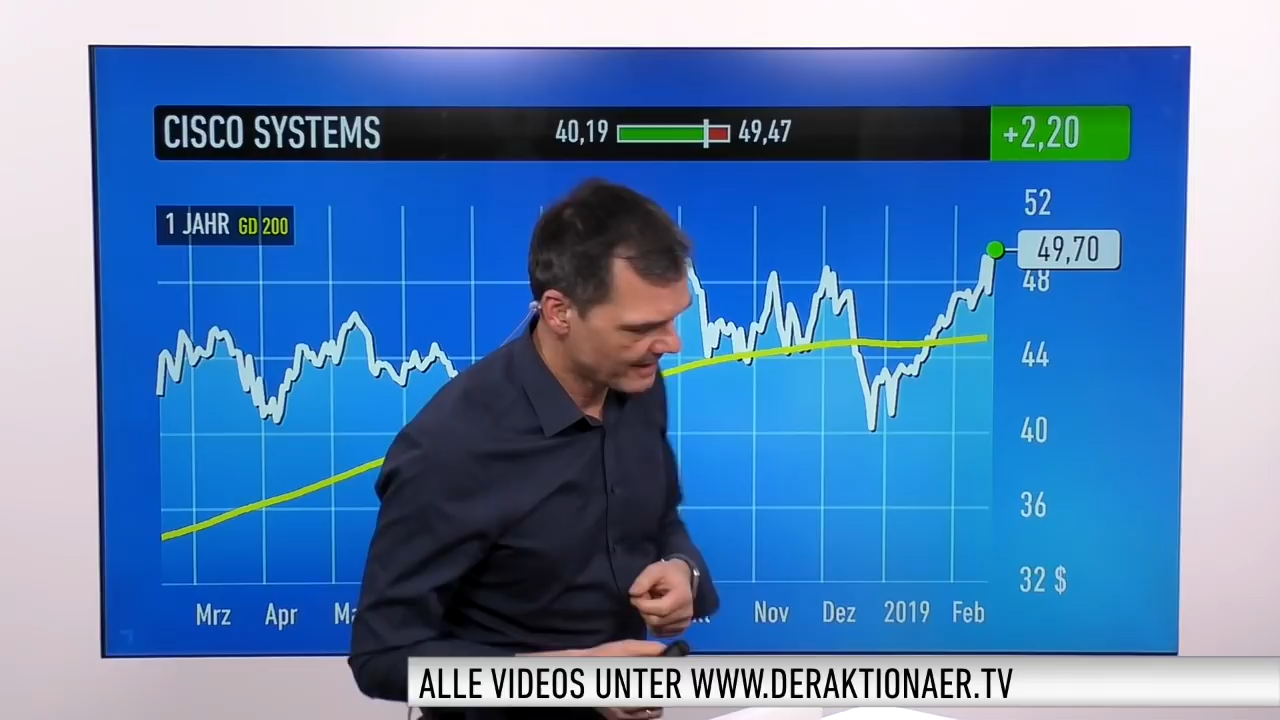 CISCO SYSTEMS 40,19 49,47 +2,20
1 JAHR GD 200
52
49,70
48
44
40
36
32 $
Mrz Apr Nov Dez 2019 Feb
ALLE VIDEOS UNTER WWW.DERAKTIONAER.TV